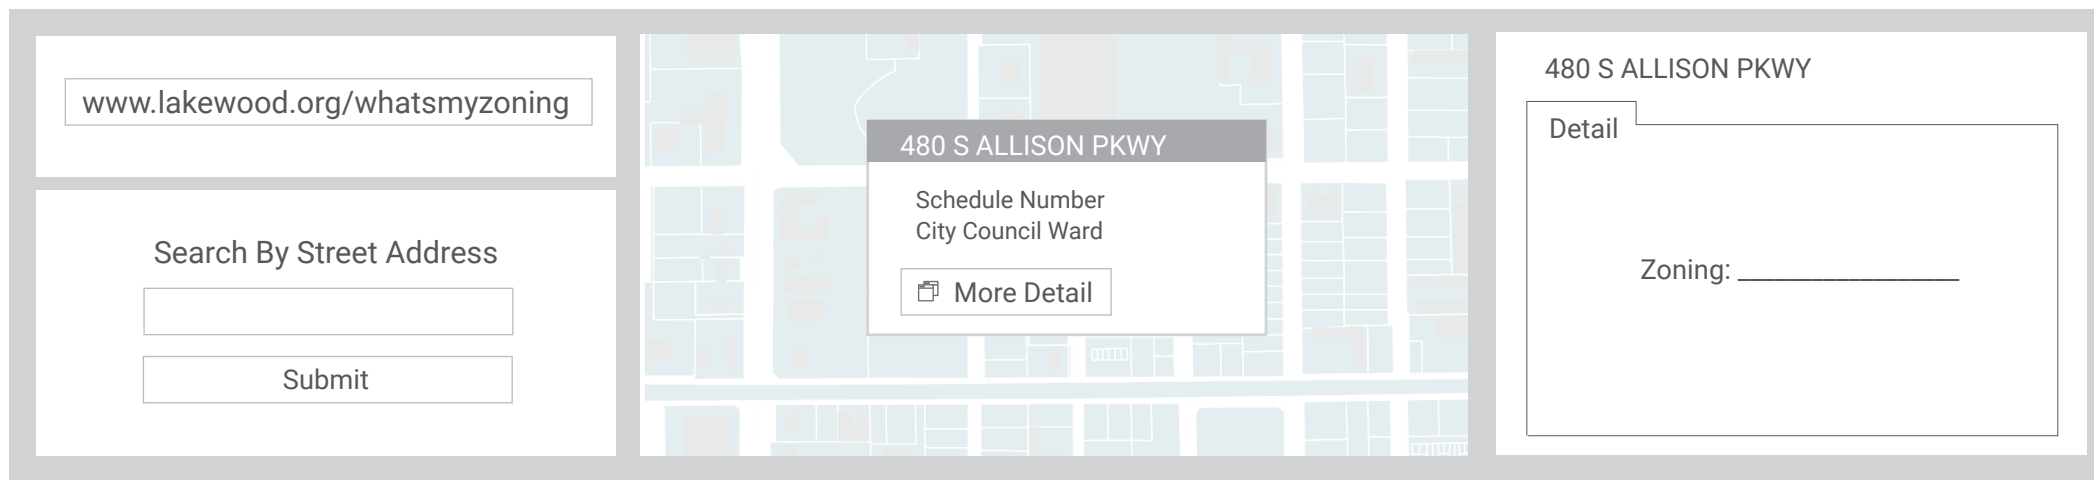 www.lakewood.org/whatsmyzoning
Search By Street Address
Submit
480 S ALLISON PKWY
Schedule Number
City Council Ward
More Detail
480 S ALLISON PKWY
Detail
Zoning: __________________